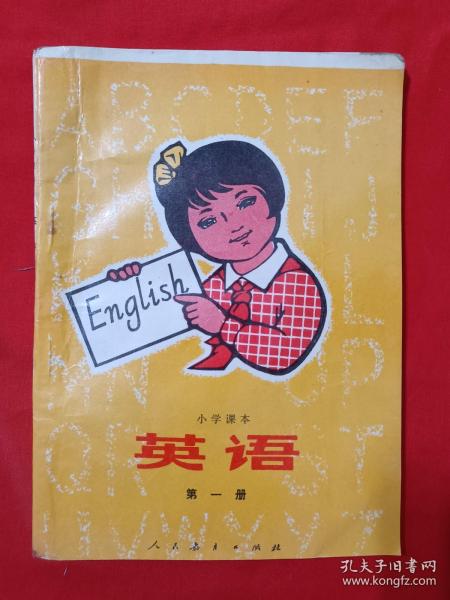 ABCDEF
English
小学课本
英语
第一册
人民教育出版社
孔夫子旧书网
www.kongfz.com